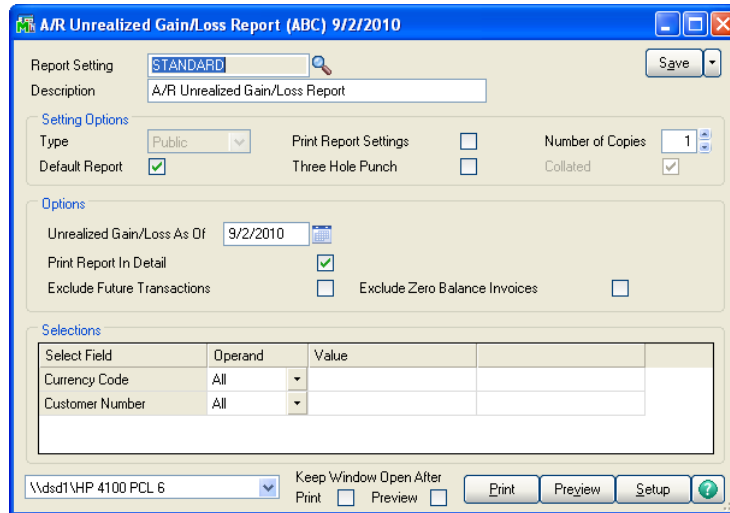 A/R Unrealized Gain/Loss Report (ABC) 9/2/2010
Report Setting STANDARD Save
Description A/R Unrealized Gain/Loss Report
Setting Options
Type Public Print Report Settings Number of Copies 1
Default Report Three Hole Punch Collated
Options
Unrealized Gain/Loss As Of 9/2/2010
Print Report In Detail
Exclude Future Transactions Exclude Zero Balance Invoices
Selections
Select Field Operand Value
Currency Code All
Customer Number All
\\dsd1\HP 4100 PCL 6 Keep Window Open After
Print Preview Print Preview Setup ?